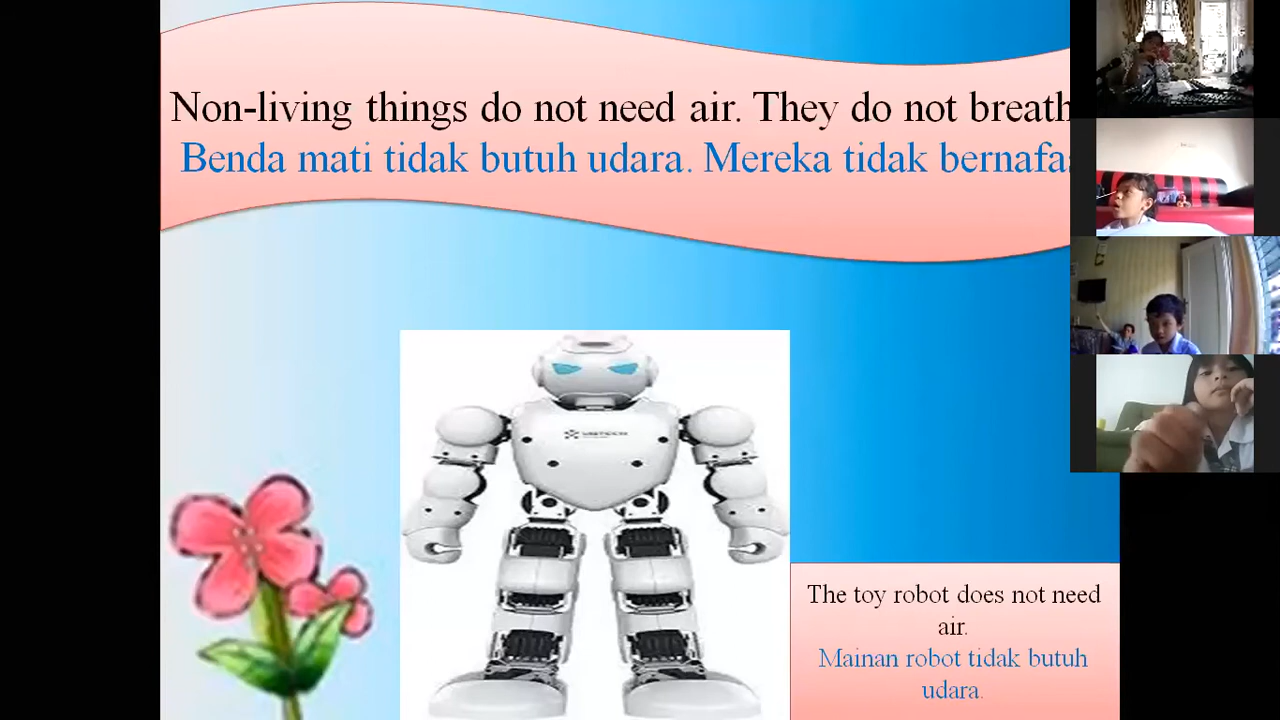 Non-living things do not need air. They do not breath
Benda mati tidak butuh udara. Mereka tidak bernafas
The toy robot does not need
air.
Mainan robot tidak butuh
udara.